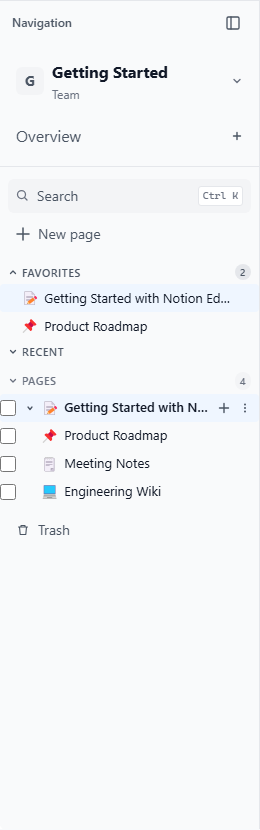 Navigation
G
Getting Started
Team
Overview
Search
Ctrl K
New page
FAVORITES
2
Getting Started with Notion Ed...
Product Roadmap
RECENT
PAGES
4
Getting Started with N...
Product Roadmap
Meeting Notes
Engineering Wiki
Trash